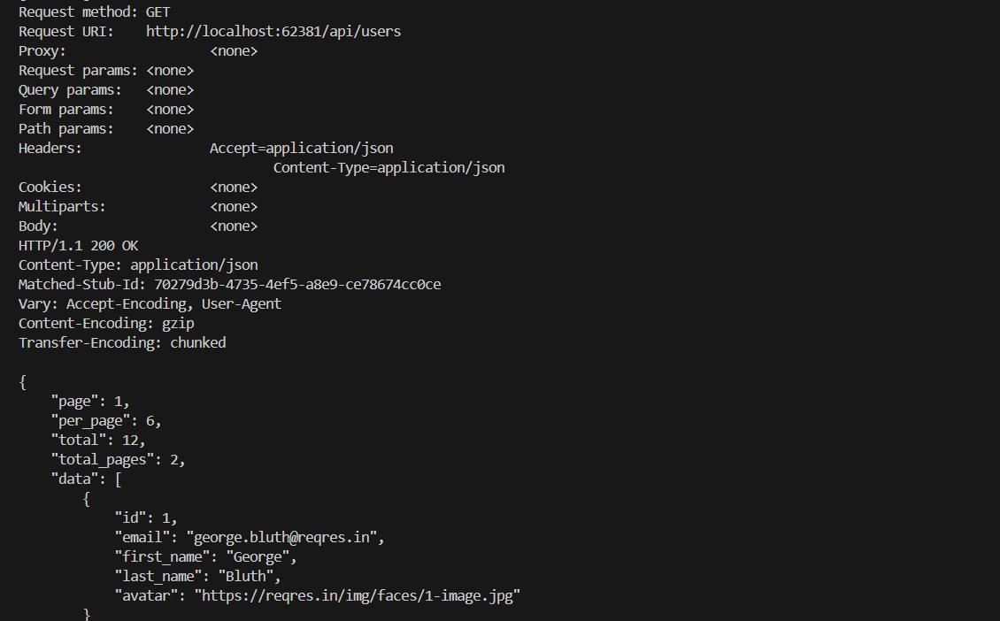 Request method: GET
Request URI:    http://localhost:62381/api/users
Proxy:                  <none>
Request params: <none>
Query params:   <none>
Form params:    <none>
Path params:    <none>
Headers:                Accept=application/json
                                Content-Type=application/json
Cookies:                <none>
Multiparts:             <none>
Body:                   <none>
HTTP/1.1 200 OK
Content-Type: application/json
Matched-Stub-Id: 70279d3b-4735-4ef5-a8e9-ce78674cc0ce
Vary: Accept-Encoding, User-Agent
Content-Encoding: gzip
Transfer-Encoding: chunked

{
    "page": 1,
    "per_page": 6,
    "total": 12,
    "total_pages": 2,
    "data": [
        {
            "id": 1,
            "email": "george.bluth@reqres.in",
            "first_name": "George",
            "last_name": "Bluth",
            "avatar": "https://reqres.in/img/faces/1-image.jpg"
        }